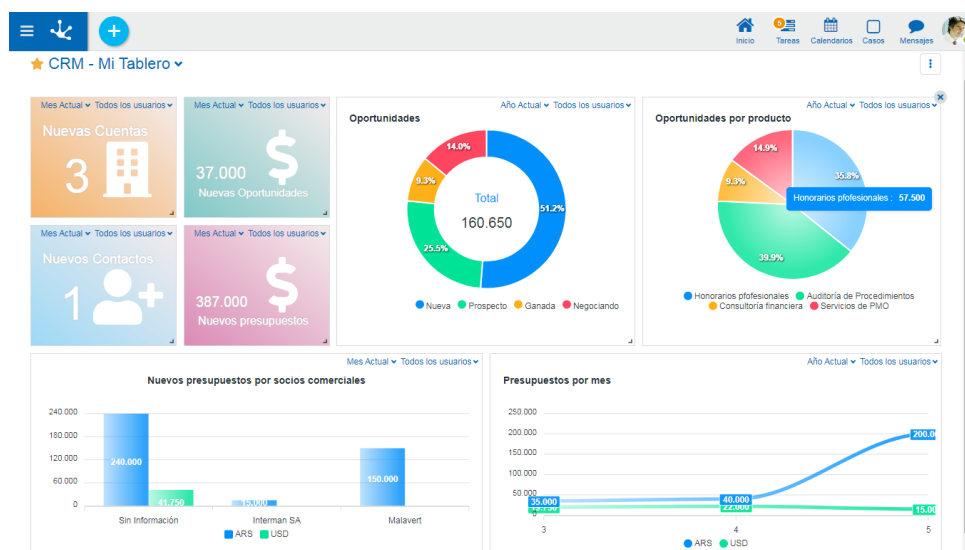 5
Inicio Tareas Calendarios Casos Mensajes
CRM - Mi Tablero
Mes Actual Todos los usuarios
Nuevas Cuentas
3
Mes Actual Todos los usuarios
37.000
Nuevas Oportunidades
Mes Actual Todos los usuarios
Nuevos Contactos
1
Mes Actual Todos los usuarios
387.000
Nuevos presupuestos
Año Actual Todos los usuarios
Oportunidades
14.0%
9.3%
Total
160.650
51.2%
25.5%
Nueva Prospecto Ganada Negociando
Año Actual Todos los usuarios
Oportunidades por producto
14.9%
35.8%
9.3%
Honorarios pfofesionales : 57.500
39.9%
Honorarios pfofesionales Auditoría de Procedimientos
Consultoría financiera Servicios de PMO
Mes Actual Todos los usuarios
Nuevos presupuestos por socios comerciales
240.000
180.000
120.000
60.000
0
240.000
41.750
15.000
150.000
Sin Información Interman SA Malavert
ARS USD
Año Actual Todos los usuarios
Presupuestos por mes
250.000
200.000
150.000
100.000
50.000
0
35.000
40.000
22.000
200.0
15.00
3 4 5
ARS USD